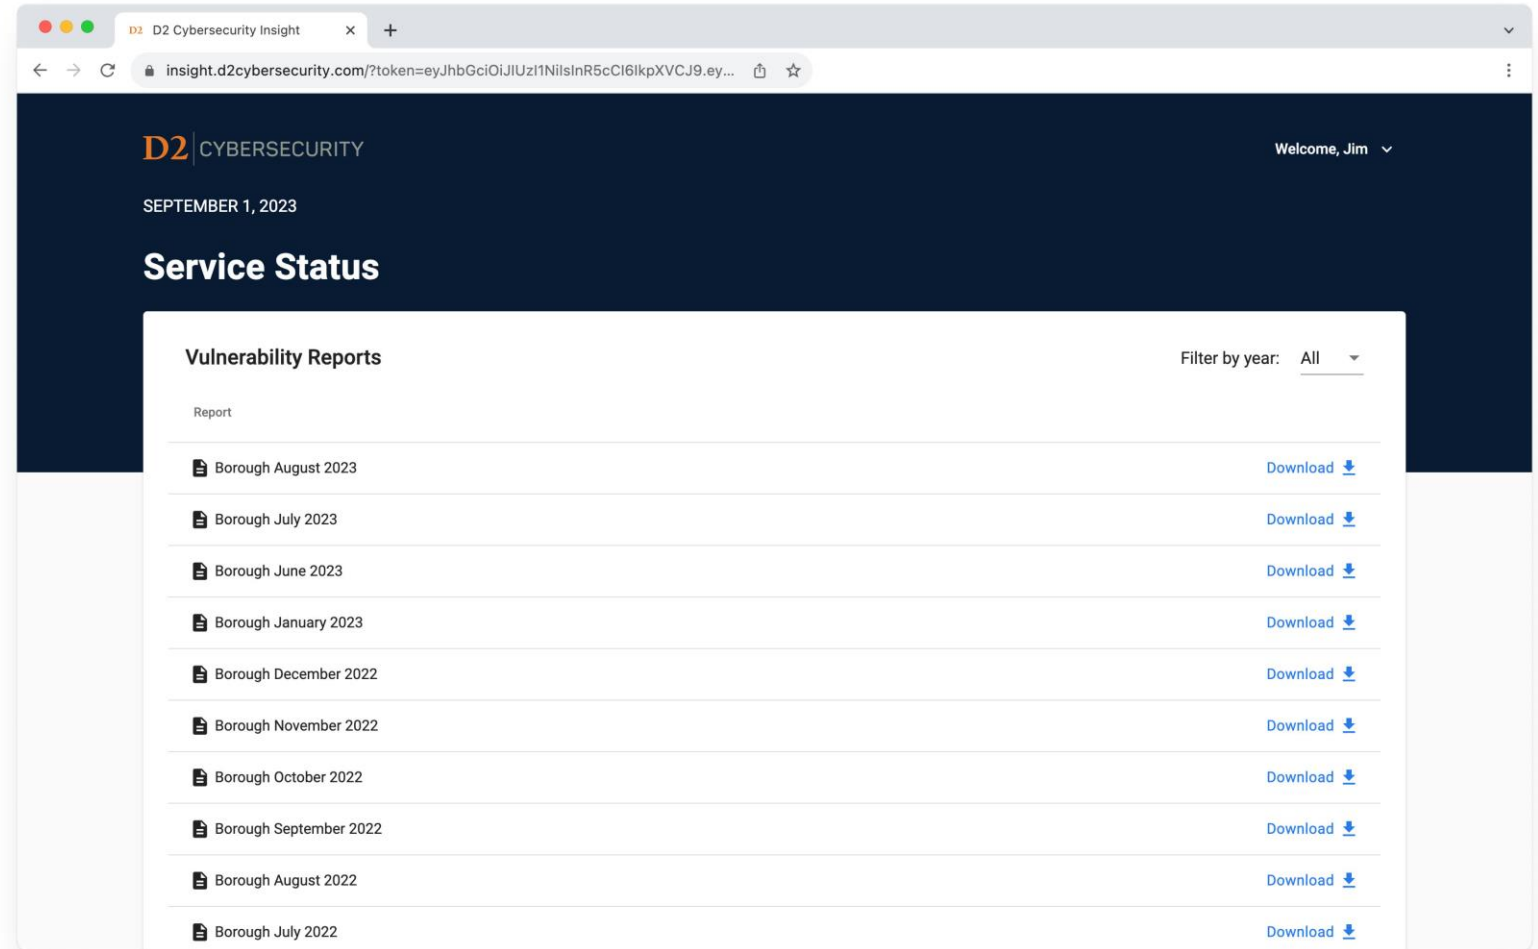 D2 D2 Cybersecurity Insight
insight.d2cybersecurity.com/?token=eyJhbGciOiJIUzI1NiIsInR5cCI6IkpXVCJ9.ey...
D2 CYBERSECURITY
Welcome, Jim
SEPTEMBER 1, 2023
Service Status
Vulnerability Reports
Filter by year: All
Report
Borough August 2023 Download
Borough July 2023 Download
Borough June 2023 Download
Borough January 2023 Download
Borough December 2022 Download
Borough November 2022 Download
Borough October 2022 Download
Borough September 2022 Download
Borough August 2022 Download
Borough July 2022 Download